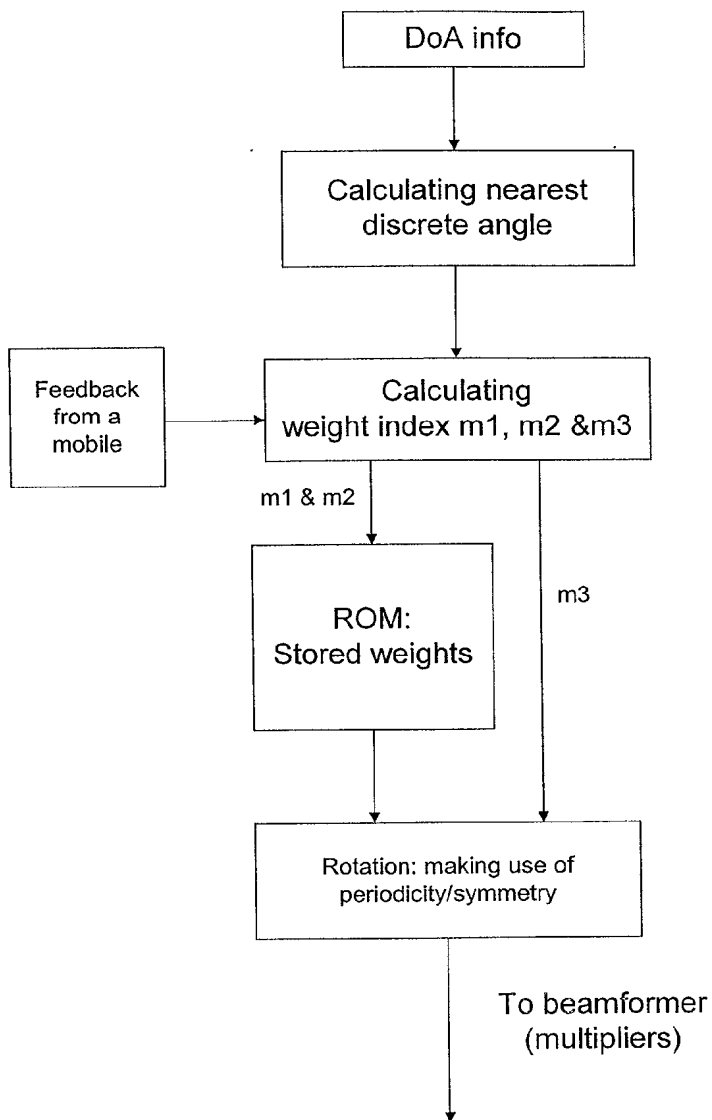 DoA info
Calculating nearest
discrete angle
Feedback
from a
mobile
Calculating
weight index m1, m2 &m3
m1 & m2
m3
ROM:
Stored weights
Rotation: making use of
periodicity/symmetry
To beamformer
(multipliers)